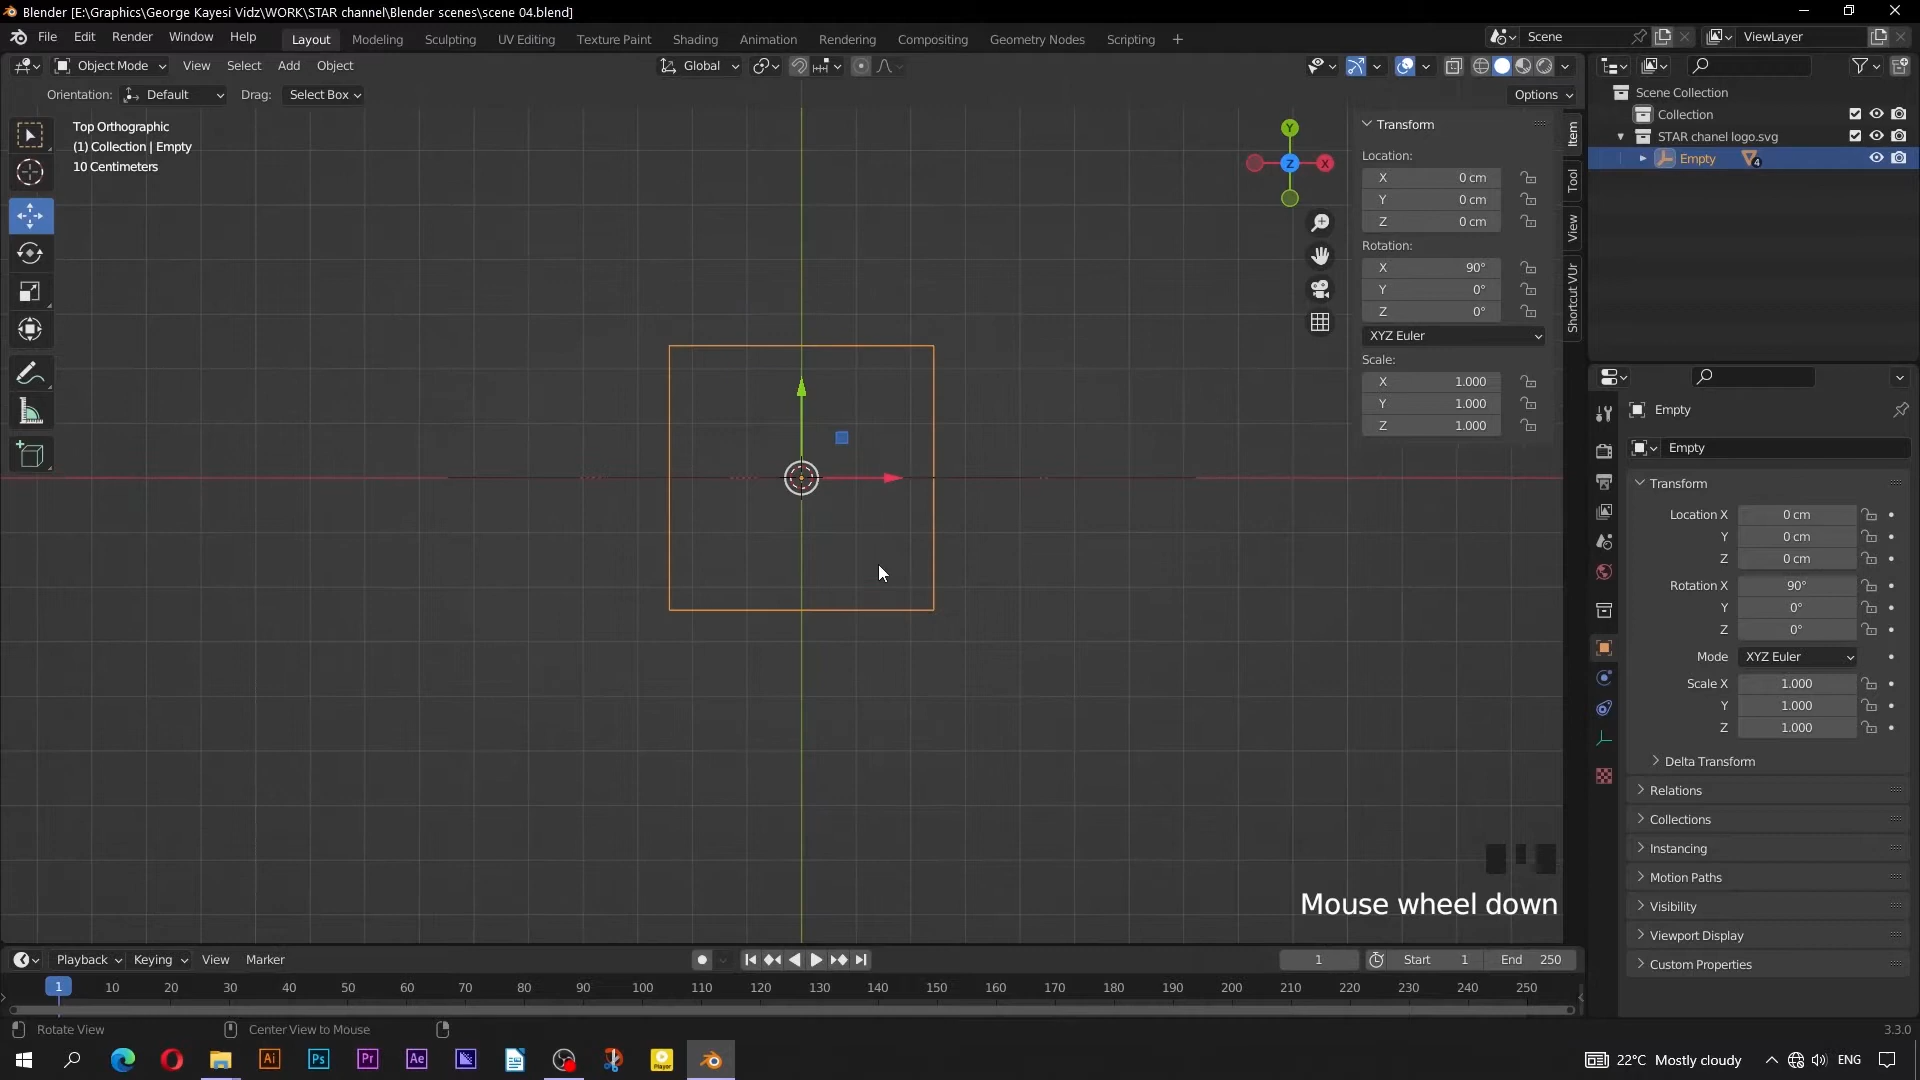 Blender [E:\Graphics\George Kayesi Vidz\WORK\STAR channel\Blender scenes\scene 04.blend]
File Edit Render Window Help Layout Modeling Sculpting UV Editing Texture Paint Shading Animation Rendering Compositing Geometry Nodes Scripting + Scene ViewLayer
Object Mode View Select Add Object Global
Orientation: Default Drag: Select Box Options
Top Orthographic
(1) Collection | Empty
10 Centimeters
Y
Z
X
Transform
Location:
X 0 cm
Y 0 cm
Z 0 cm
Rotation:
X 90°
Y 0°
Z 0°
XYZ Euler
Scale:
X 1.000
Y 1.000
Z 1.000
Item
Tool
View
Shortcut VUr
Scene Collection
Collection
STAR chanel logo.svg
Empty 4
Empty
Empty
Transform
Location X 0 cm
Y 0 cm
Z 0 cm
Rotation X 90°
Y 0°
Z 0°
Mode XYZ Euler
Scale X 1.000
Y 1.000
Z 1.000
Delta Transform
Relations
Collections
Instancing
Motion Paths
Visibility
Viewport Display
Custom Properties
Mouse wheel down
Playback Keying View Marker 1 Start 1 End 250
1 10 20 30 40 50 60 70 80 90 100 110 120 130 140 150 160 170 180 190 200 210 220 230 240 250
Rotate View Center View to Mouse 3.3.0
Ai Ps Pr Ae Player 22°C Mostly cloudy ENG